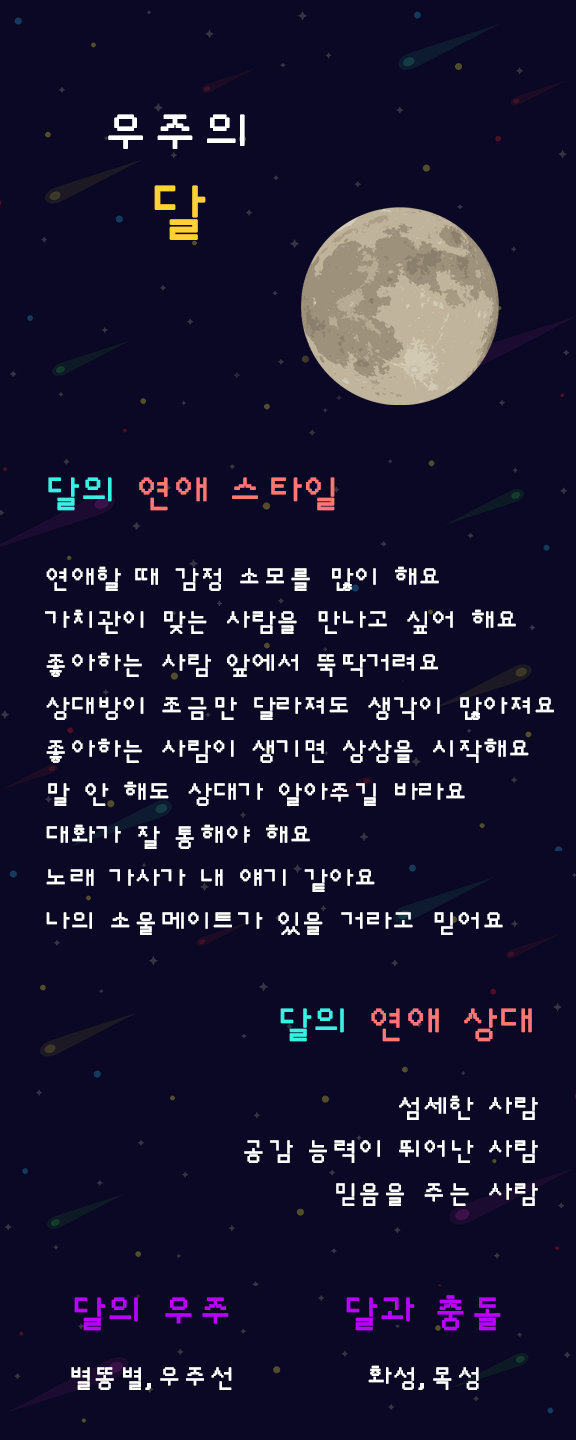 우주의
달
달의 연애 스타일
연애할 때 감정 소모를 많이 해요
가치관이 맞는 사람을 만나고 싶어 해요
좋아하는 사람 앞에서 뚝딱거려요
상대방이 조금만 달라져도 생각이 많아져요
좋아하는 사람이 생기면 상상을 시작해요
말 안 해도 상대가 알아주길 바라요
대화가 잘 통해야 해요
노래 가사가 내 얘기 같아요
나의 소울메이트가 있을 거라고 믿어요
달의 연애 상대
섬세한 사람
공감 능력이 뛰어난 사람
믿음을 주는 사람
달의 우주
별똥별, 우주선
달과 충돌
화성, 목성